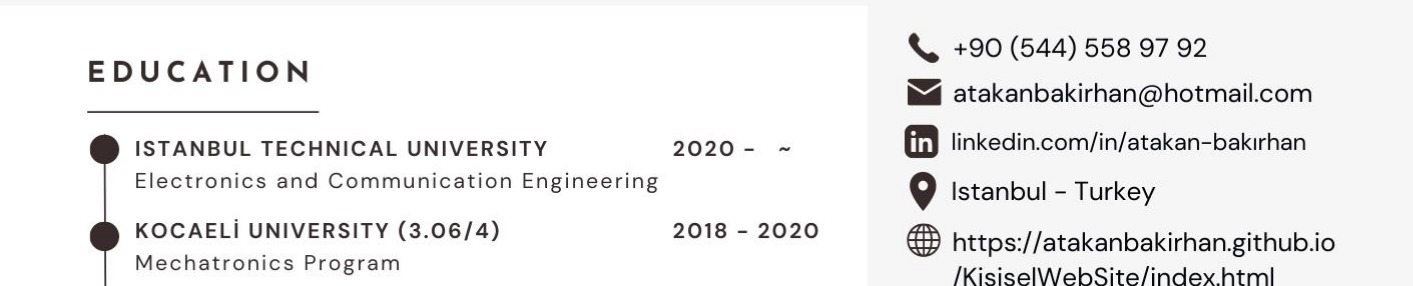 EDUCATION
ISTANBUL TECHNICAL UNIVERSITY 2020 - ~
Electronics and Communication Engineering
KOCAELİ UNIVERSITY (3.06/4) 2018 - 2020
Mechatronics Program
+90 (544) 558 97 92
atakanbakirhan@hotmail.com
in linkedin.com/in/atakan-bakırhan
Istanbul - Turkey
https://atakanbakirhan.github.io
/KisiselWebSite/index.html